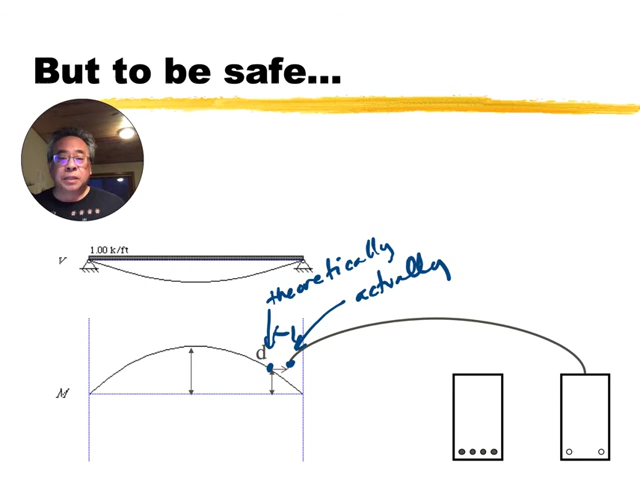 But to be safe...
1.00 k/ft
V
theoretically
actually
d
M